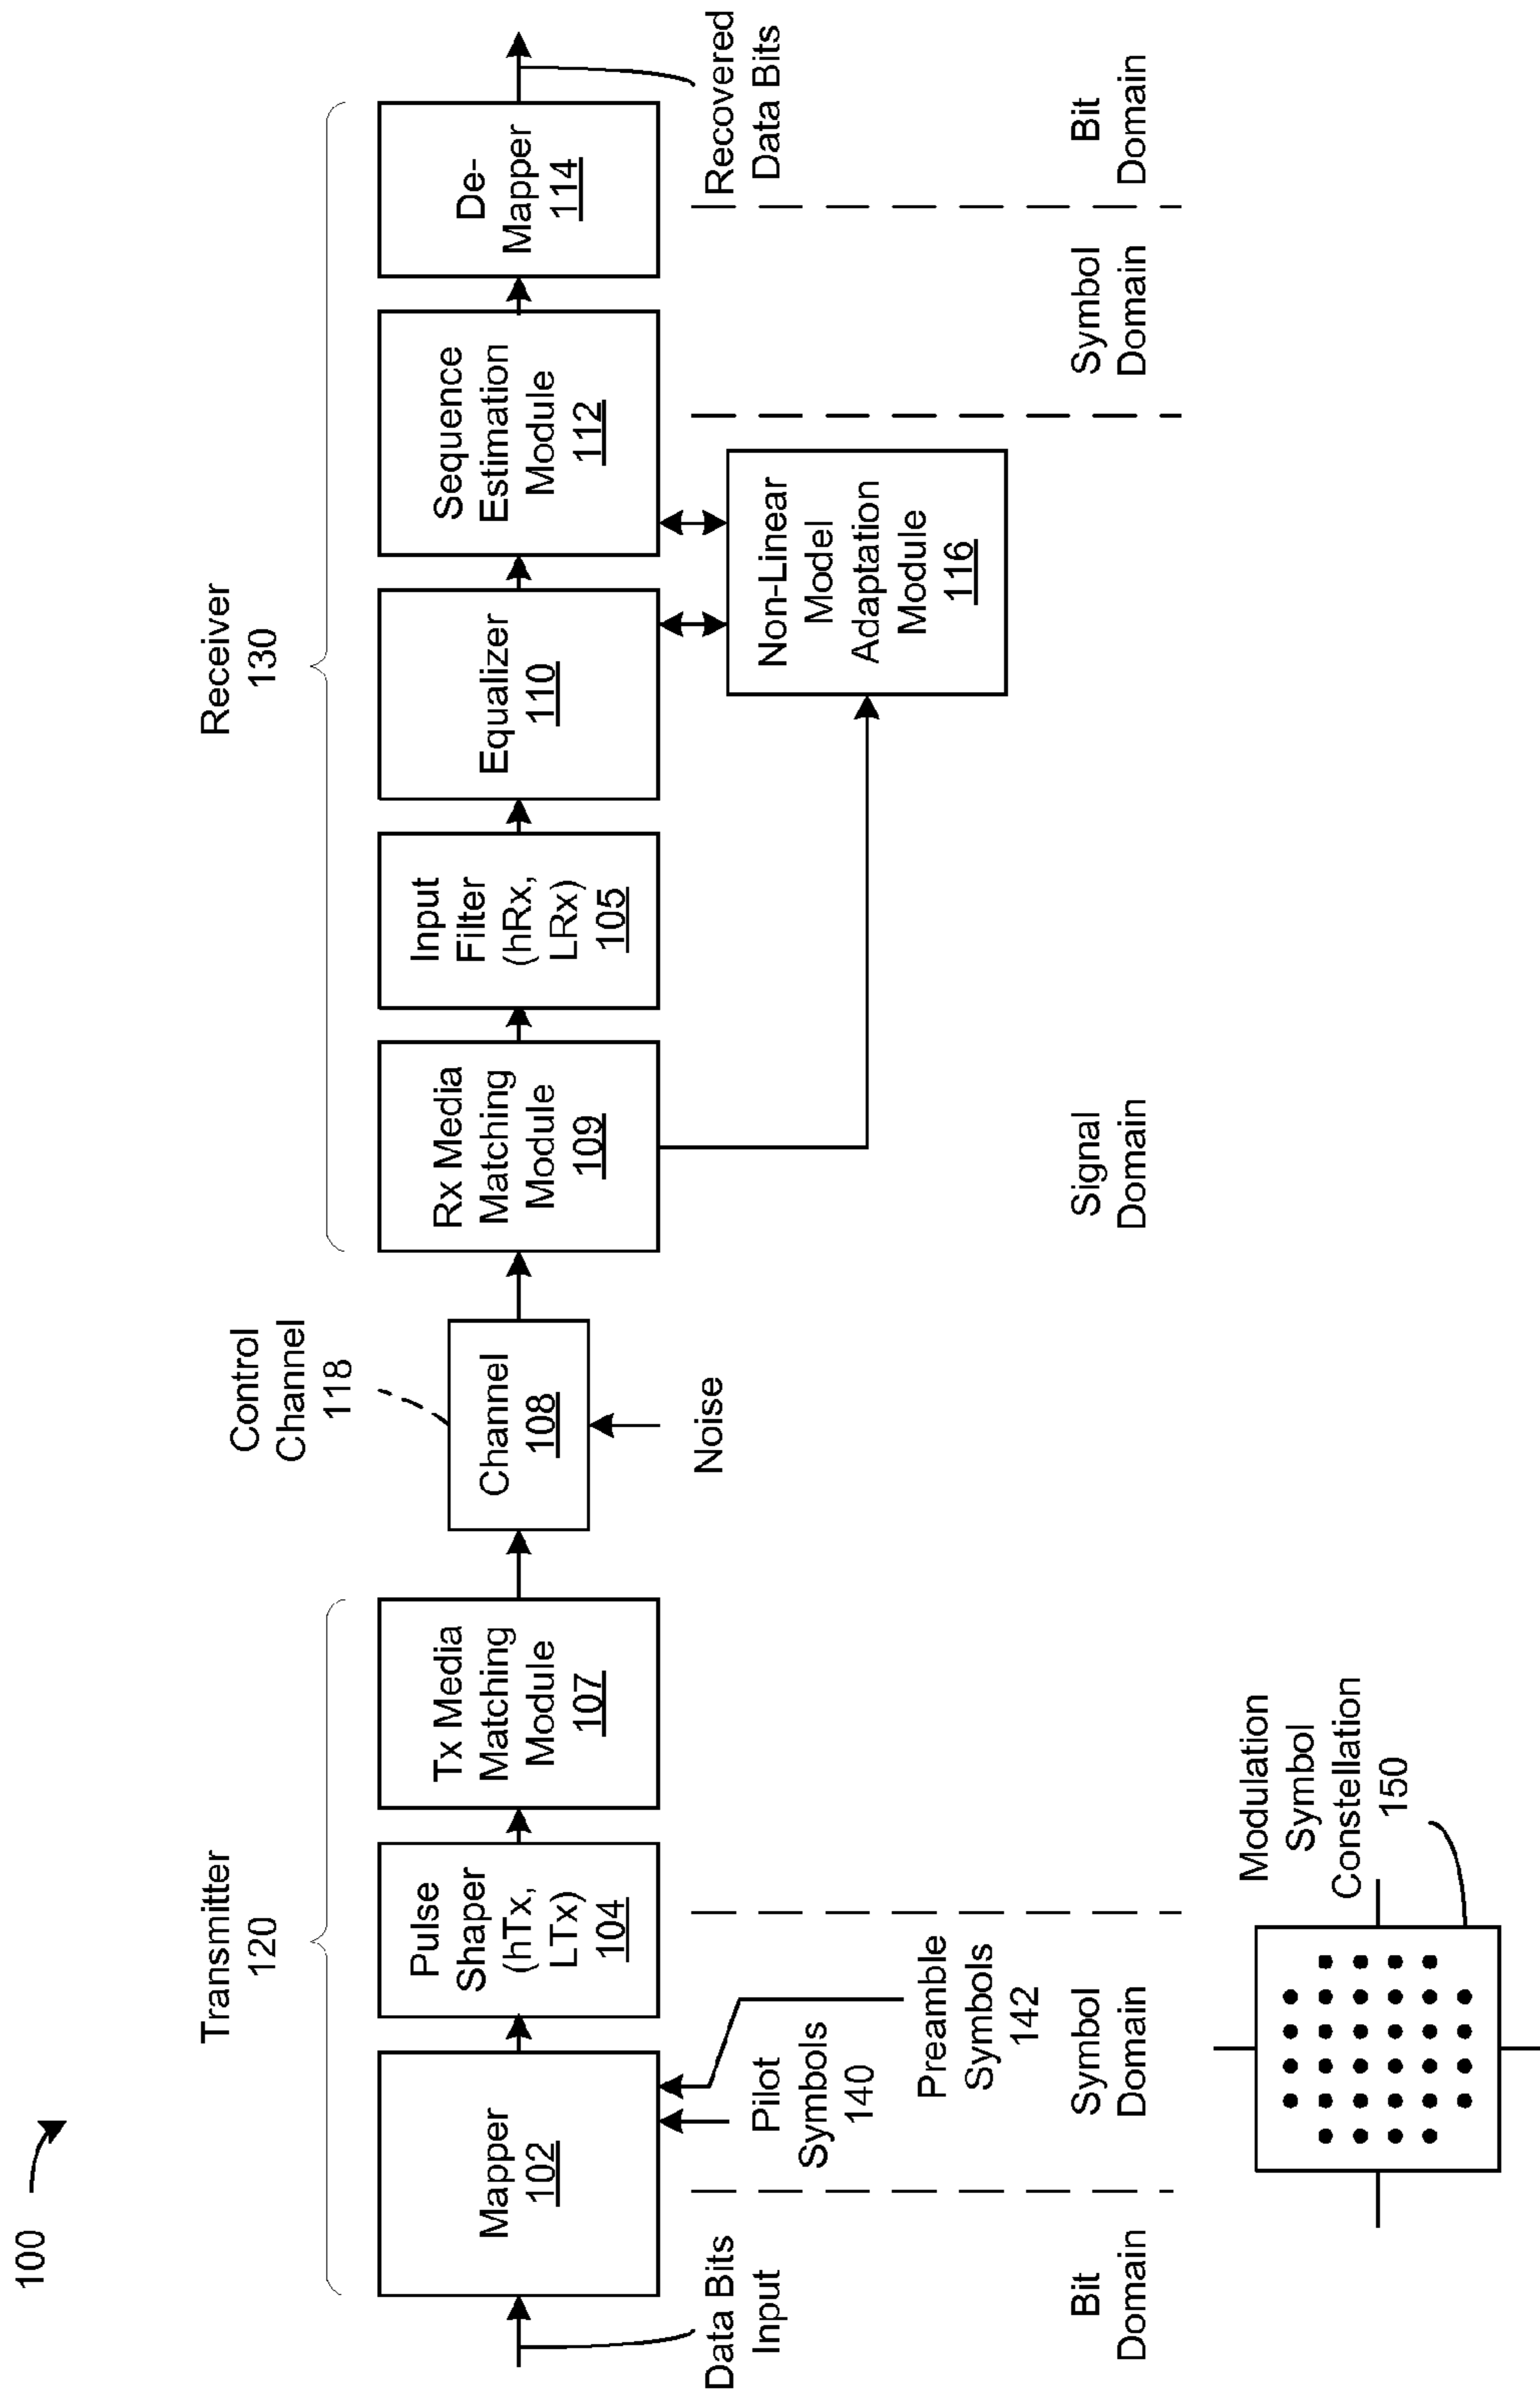 100
Transmitter
120
Control
Channel
118
Receiver
130
Mapper
102
Pulse
Shaper
(hTx,
LTx)
104
Tx Media
Matching
Module
107
Channel
108
Rx Media
Matching
Module
109
Input
Filter
(hRx,
LRx)
105
Equalizer
110
Sequence
Estimation
Module
112
De-
Mapper
114
Data Bits
Input
Pilot
Symbols
140
Preamble
Symbols
142
Noise
Non-Linear
Model
Adaptation
Module
116
Recovered
Data Bits
Bit
Domain
Symbol
Domain
Signal
Domain
Symbol
Domain
Bit
Domain
Modulation
Symbol
Constellation
150